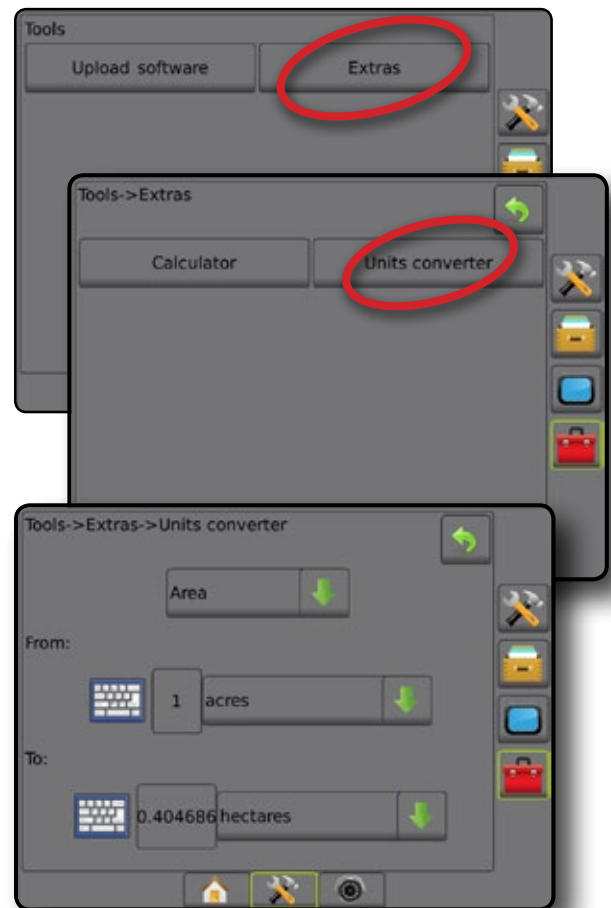 Tools
Upload software Extras
Tools->Extras
Calculator Units converter
Tools->Extras->Units converter
Area
From:
1 acres
To:
0.404686 hectares